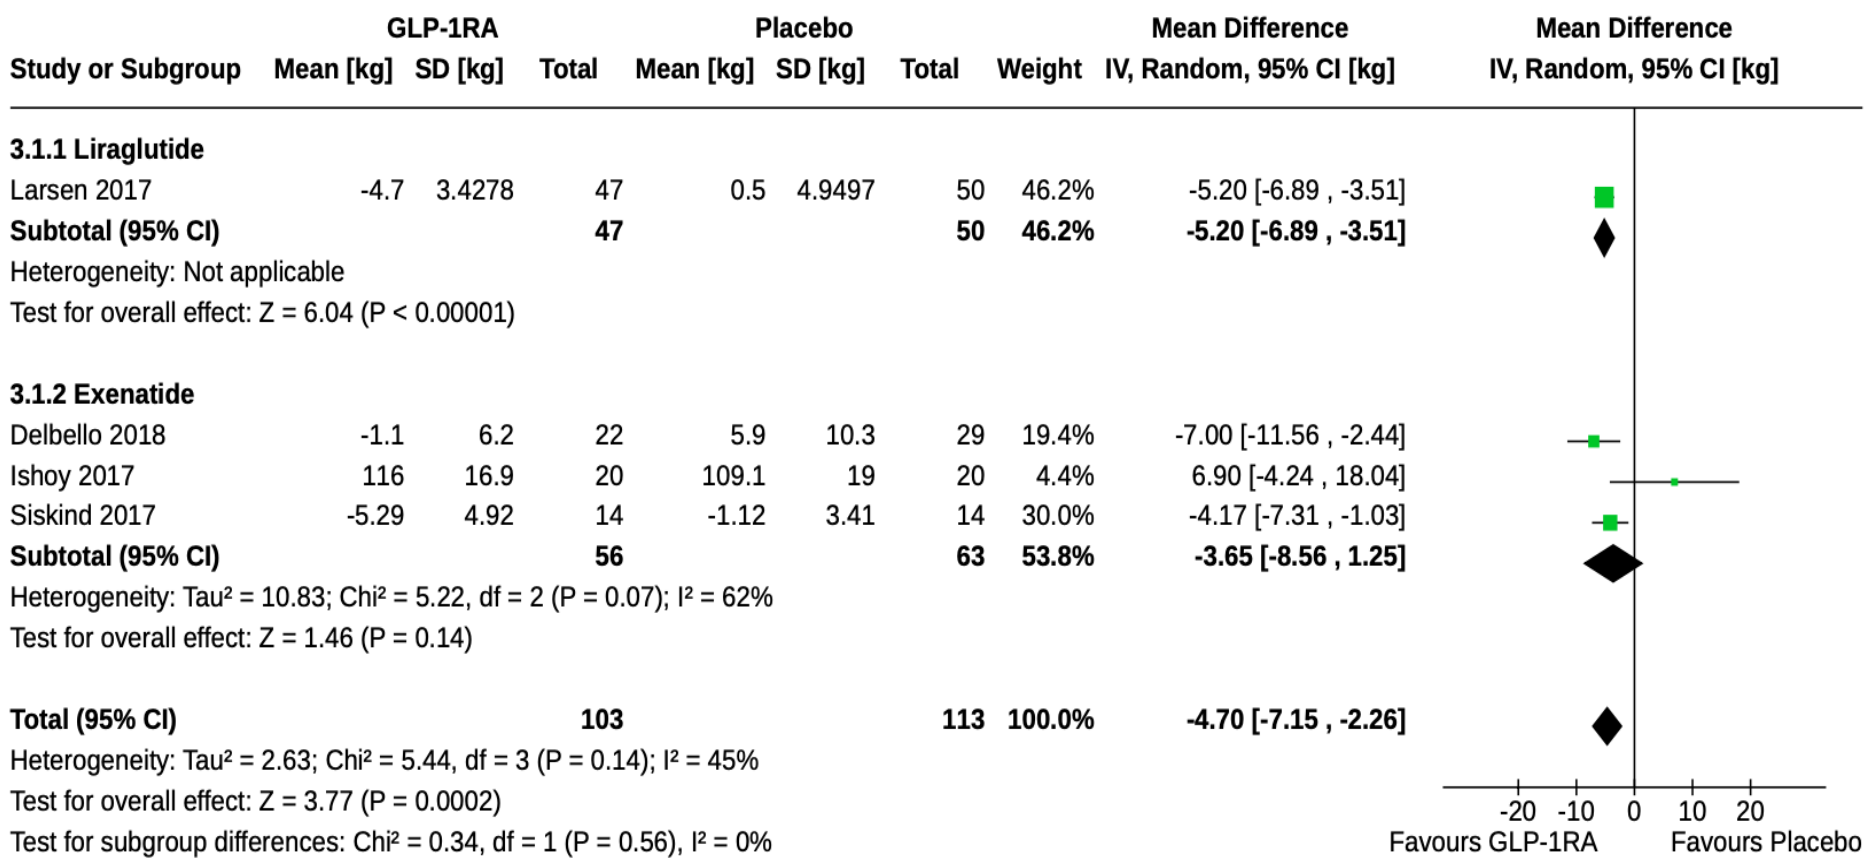 GLP-1RA Placebo Mean Difference Mean Difference
Study or Subgroup Mean [kg] SD [kg] Total Mean [kg] SD [kg] Total Weight IV, Random, 95% CI [kg] IV, Random, 95% CI [kg]
3.1.1 Liraglutide
Larsen 2017 -4.7 3.4278 47 0.5 4.9497 50 46.2% -5.20 [-6.89 , -3.51]
Subtotal (95% CI) 47 50 46.2% -5.20 [-6.89 , -3.51]
Heterogeneity: Not applicable
Test for overall effect: Z = 6.04 (P < 0.00001)
3.1.2 Exenatide
Delbello 2018 -1.1 6.2 22 5.9 10.3 29 19.4% -7.00 [-11.56 , -2.44]
Ishoy 2017 116 16.9 20 109.1 19 20 4.4% 6.90 [-4.24 , 18.04]
Siskind 2017 -5.29 4.92 14 -1.12 3.41 14 30.0% -4.17 [-7.31 , -1.03]
Subtotal (95% CI) 56 63 53.8% -3.65 [-8.56 , 1.25]
Heterogeneity: Tau² = 10.83; Chi² = 5.22, df = 2 (P = 0.07); I² = 62%
Test for overall effect: Z = 1.46 (P = 0.14)
Total (95% CI) 103 113 100.0% -4.70 [-7.15 , -2.26]
Heterogeneity: Tau² = 2.63; Chi² = 5.44, df = 3 (P = 0.14); I² = 45%
Test for overall effect: Z = 3.77 (P = 0.0002)
-20 -10 0 10 20
Test for subgroup differences: Chi² = 0.34, df = 1 (P = 0.56), I² = 0% Favours GLP-1RA Favours Placebo